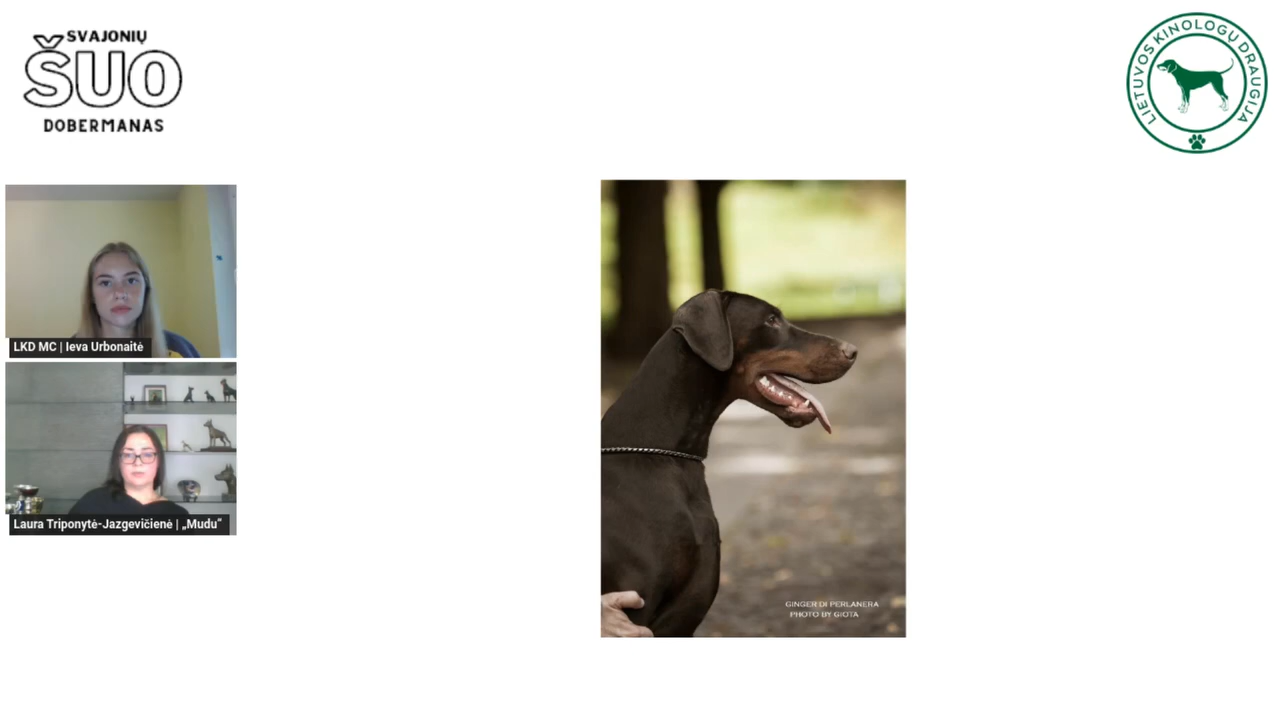 SVAJONIŲ
ŠUO
DOBERMANAS
LIETUVOS KINOLOGŲ DRAUGIJA
LKD MC | Ieva Urbonaitė
Laura Triponytė-Jazgevičienė | „Mudu“
GINGER DI PERLANERA
PHOTO BY GIOTA